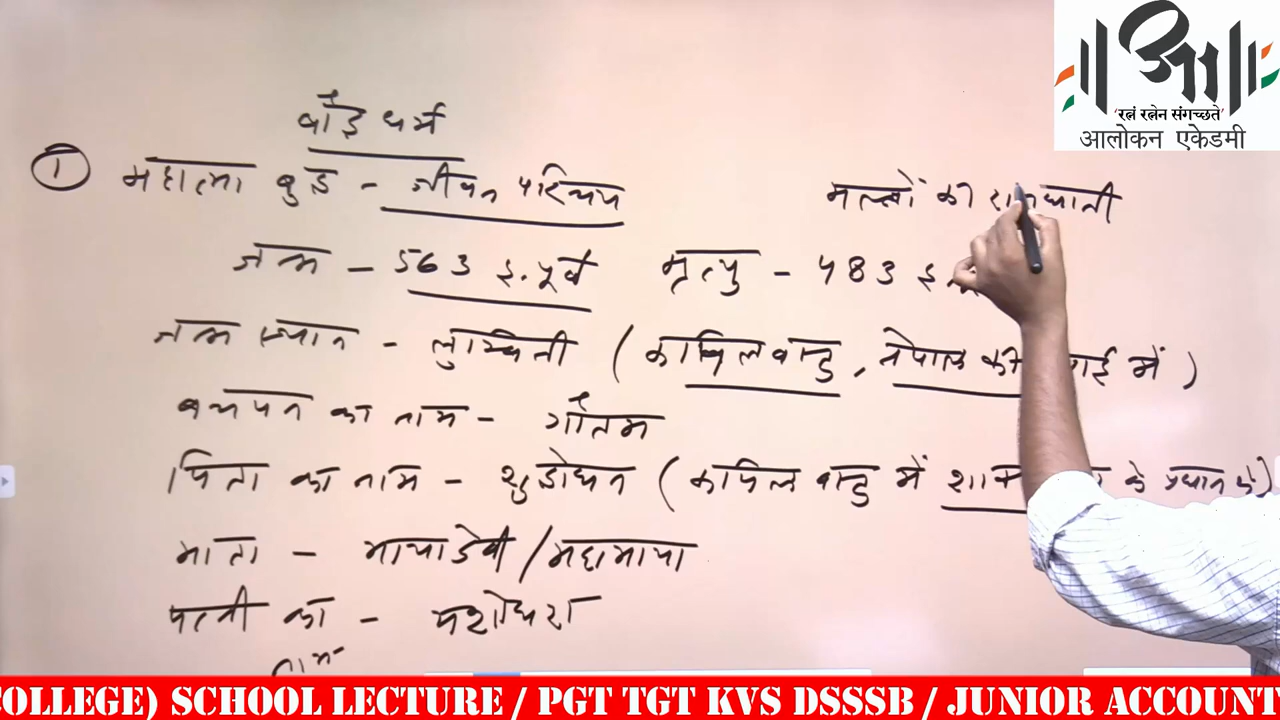 बौद्ध धर्म
① महात्मा बुद्ध - जीवन परिचय
मल्लों की राजधानी
जन्म - 563 ई. पूर्व मृत्यु - 483 ई
जन्म स्थान - लुम्बिनी ( कपिलवस्तु , नेपाल की में )
बचपन का नाम - गौतम
पिता का नाम - शुद्धोधन ( कपिल वस्तु में के प्रधान थे )
माता - मायादेवी / महामाया
पत्नी का - यशोधरा
नाम
आ
'रत्नं रत्नेन संगच्छते'
आलोकन एकेडमी
COLLEGE) SCHOOL LECTURE / PGT TGT KVS DSSSB / JUNIOR ACCOUNT